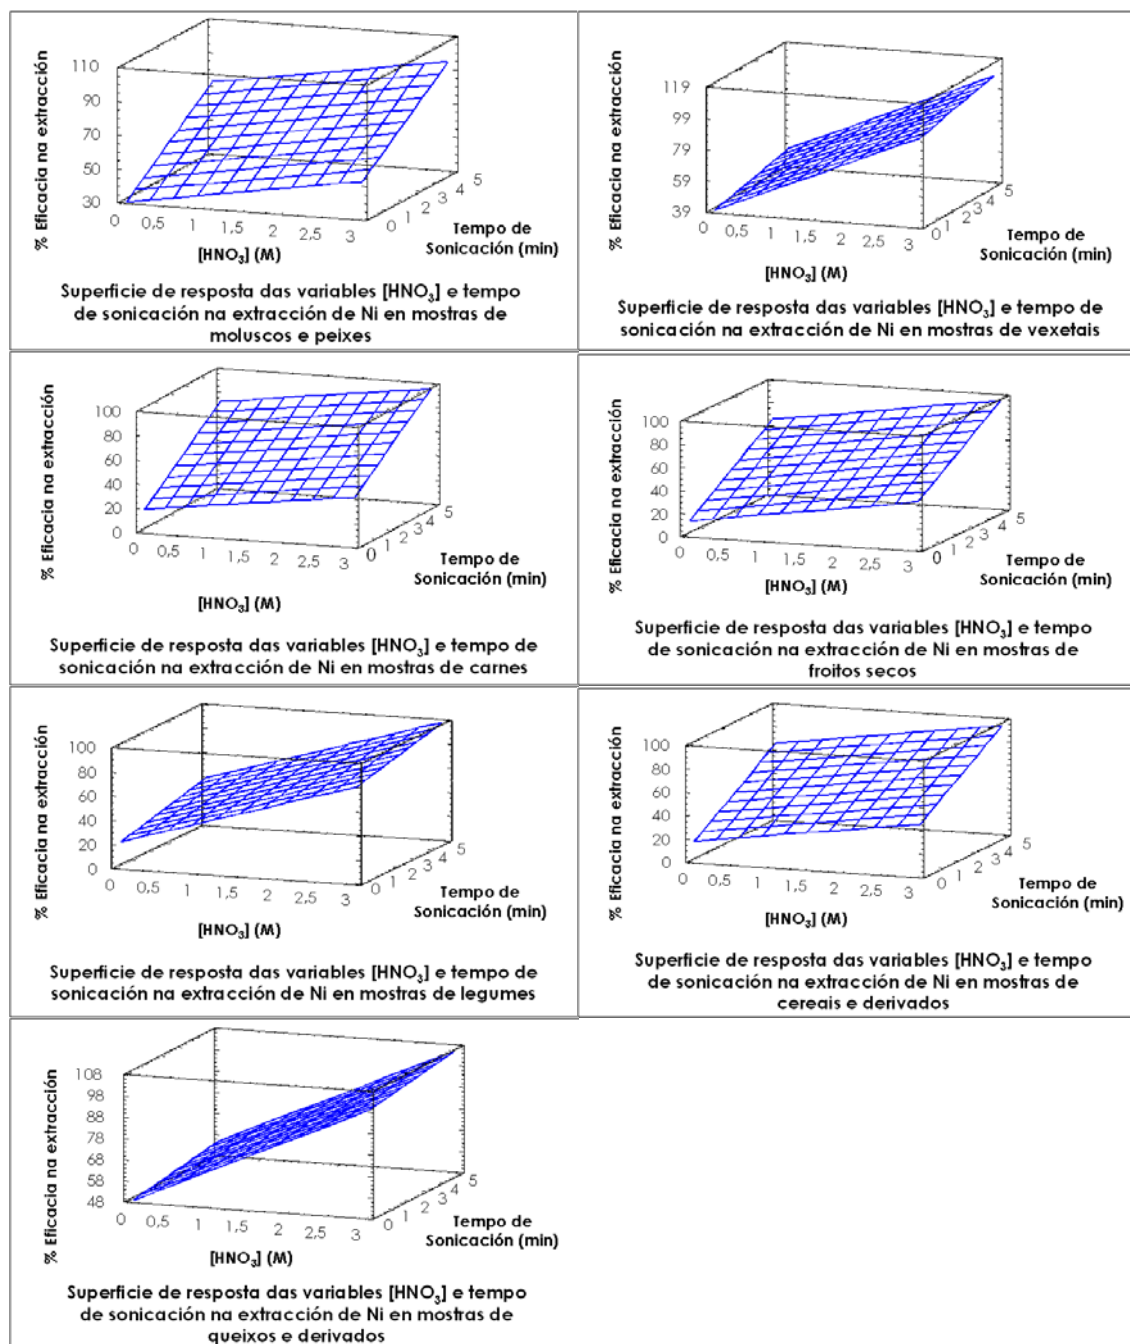 % Eficacia na extracción
110
90
70
50
30
0
0,5
1
1,5
2
2,5
3
0 1 2 3 4 5
[HNO3] (M)
Tempo de
Sonicación (min)
Superficie de resposta das variables [HNO3] e tempo
de sonicación na extracción de Ni en mostras de
moluscos e peixes
% Eficacia na extracción
119
99
79
59
39
0
0,5
1
1,5
2
2,5
3
0 1 2 3 4 5
[HNO3] (M)
Tempo de
Sonicación (min)
Superficie de resposta das variables [HNO3] e tempo de
sonicación na extracción de Ni en mostras de vexetais
% Eficacia na extracción
100
80
60
40
20
0
0
0,5
1
1,5
2
2,5
3
0 1 2 3 4 5
[HNO3] (M)
Tempo de
Sonicación (min)
Superficie de resposta das variables [HNO3] e tempo de
sonicación na extracción de Ni en mostras de carnes
% Eficacia na extracción
100
80
60
40
20
0
0
0,5
1
1,5
2
2,5
3
0 1 2 3 4 5
[HNO3] (M)
Tempo de
Sonicación (min)
Superficie de resposta das variables [HNO3] e tempo
de sonicación na extracción de Ni en mostras de
froitos secos
% Eficacia na extracción
100
80
60
40
20
0
0
0,5
1
1,5
2
2,5
3
0 1 2 3 4 5
[HNO3] (M)
Tempo de
Sonicación (min)
Superficie de resposta das variables [HNO3] e tempo de
sonicación na extracción de Ni en mostras de legumes
% Eficacia na extracción
100
80
60
40
20
0
0
0,5
1
1,5
2
2,5
3
0 1 2 3 4 5
[HNO3] (M)
Tempo de
Sonicación (min)
Superficie de resposta das variables [HNO3] e tempo
de sonicación na extracción de Ni en mostras de
cereais e derivados
% Eficacia na extracción
108
98
88
78
68
58
48
0
0,5
1
1,5
2
2,5
3
0 1 2 3 4 5
[HNO3] (M)
Tempo de
Sonicación (min)
Superficie de resposta das variables [HNO3] e tempo
de sonicación na extracción de Ni en mostras de
queixos e derivados